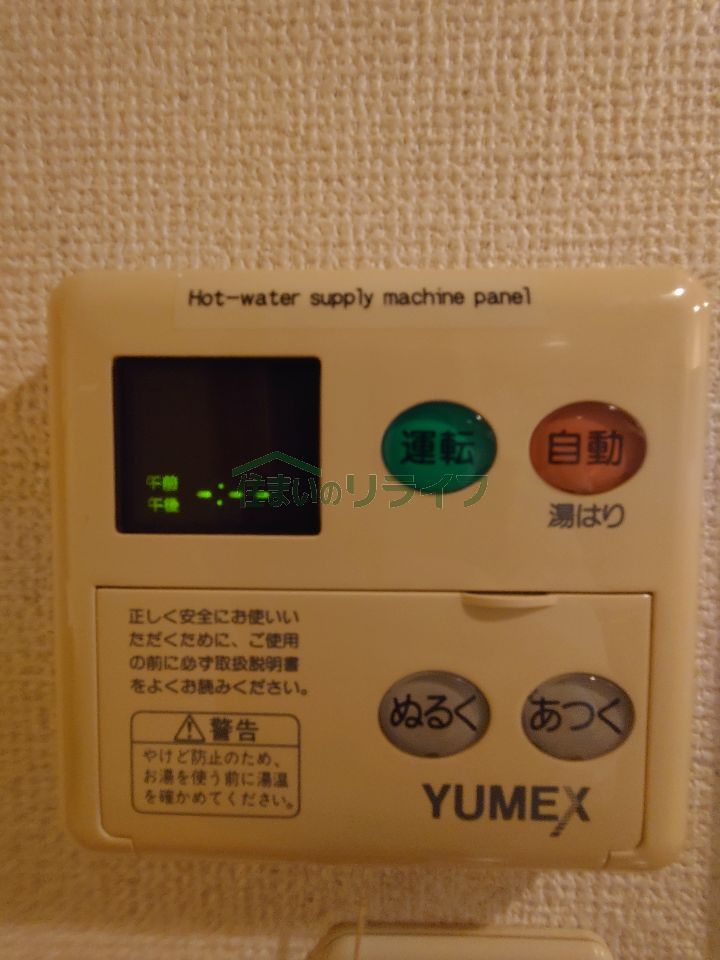 Hot-water supply machine panel
午前
午後
-:--
住まいのリライフ
運転
自動
湯はり
正しく安全にお使いい
ただくために、ご使用
の前に必ず取扱説明書
をよくお読みください。
警告
やけど防止のため、
お湯を使う前に湯温
を確かめてください。
ぬるく
あつく
YUMEX